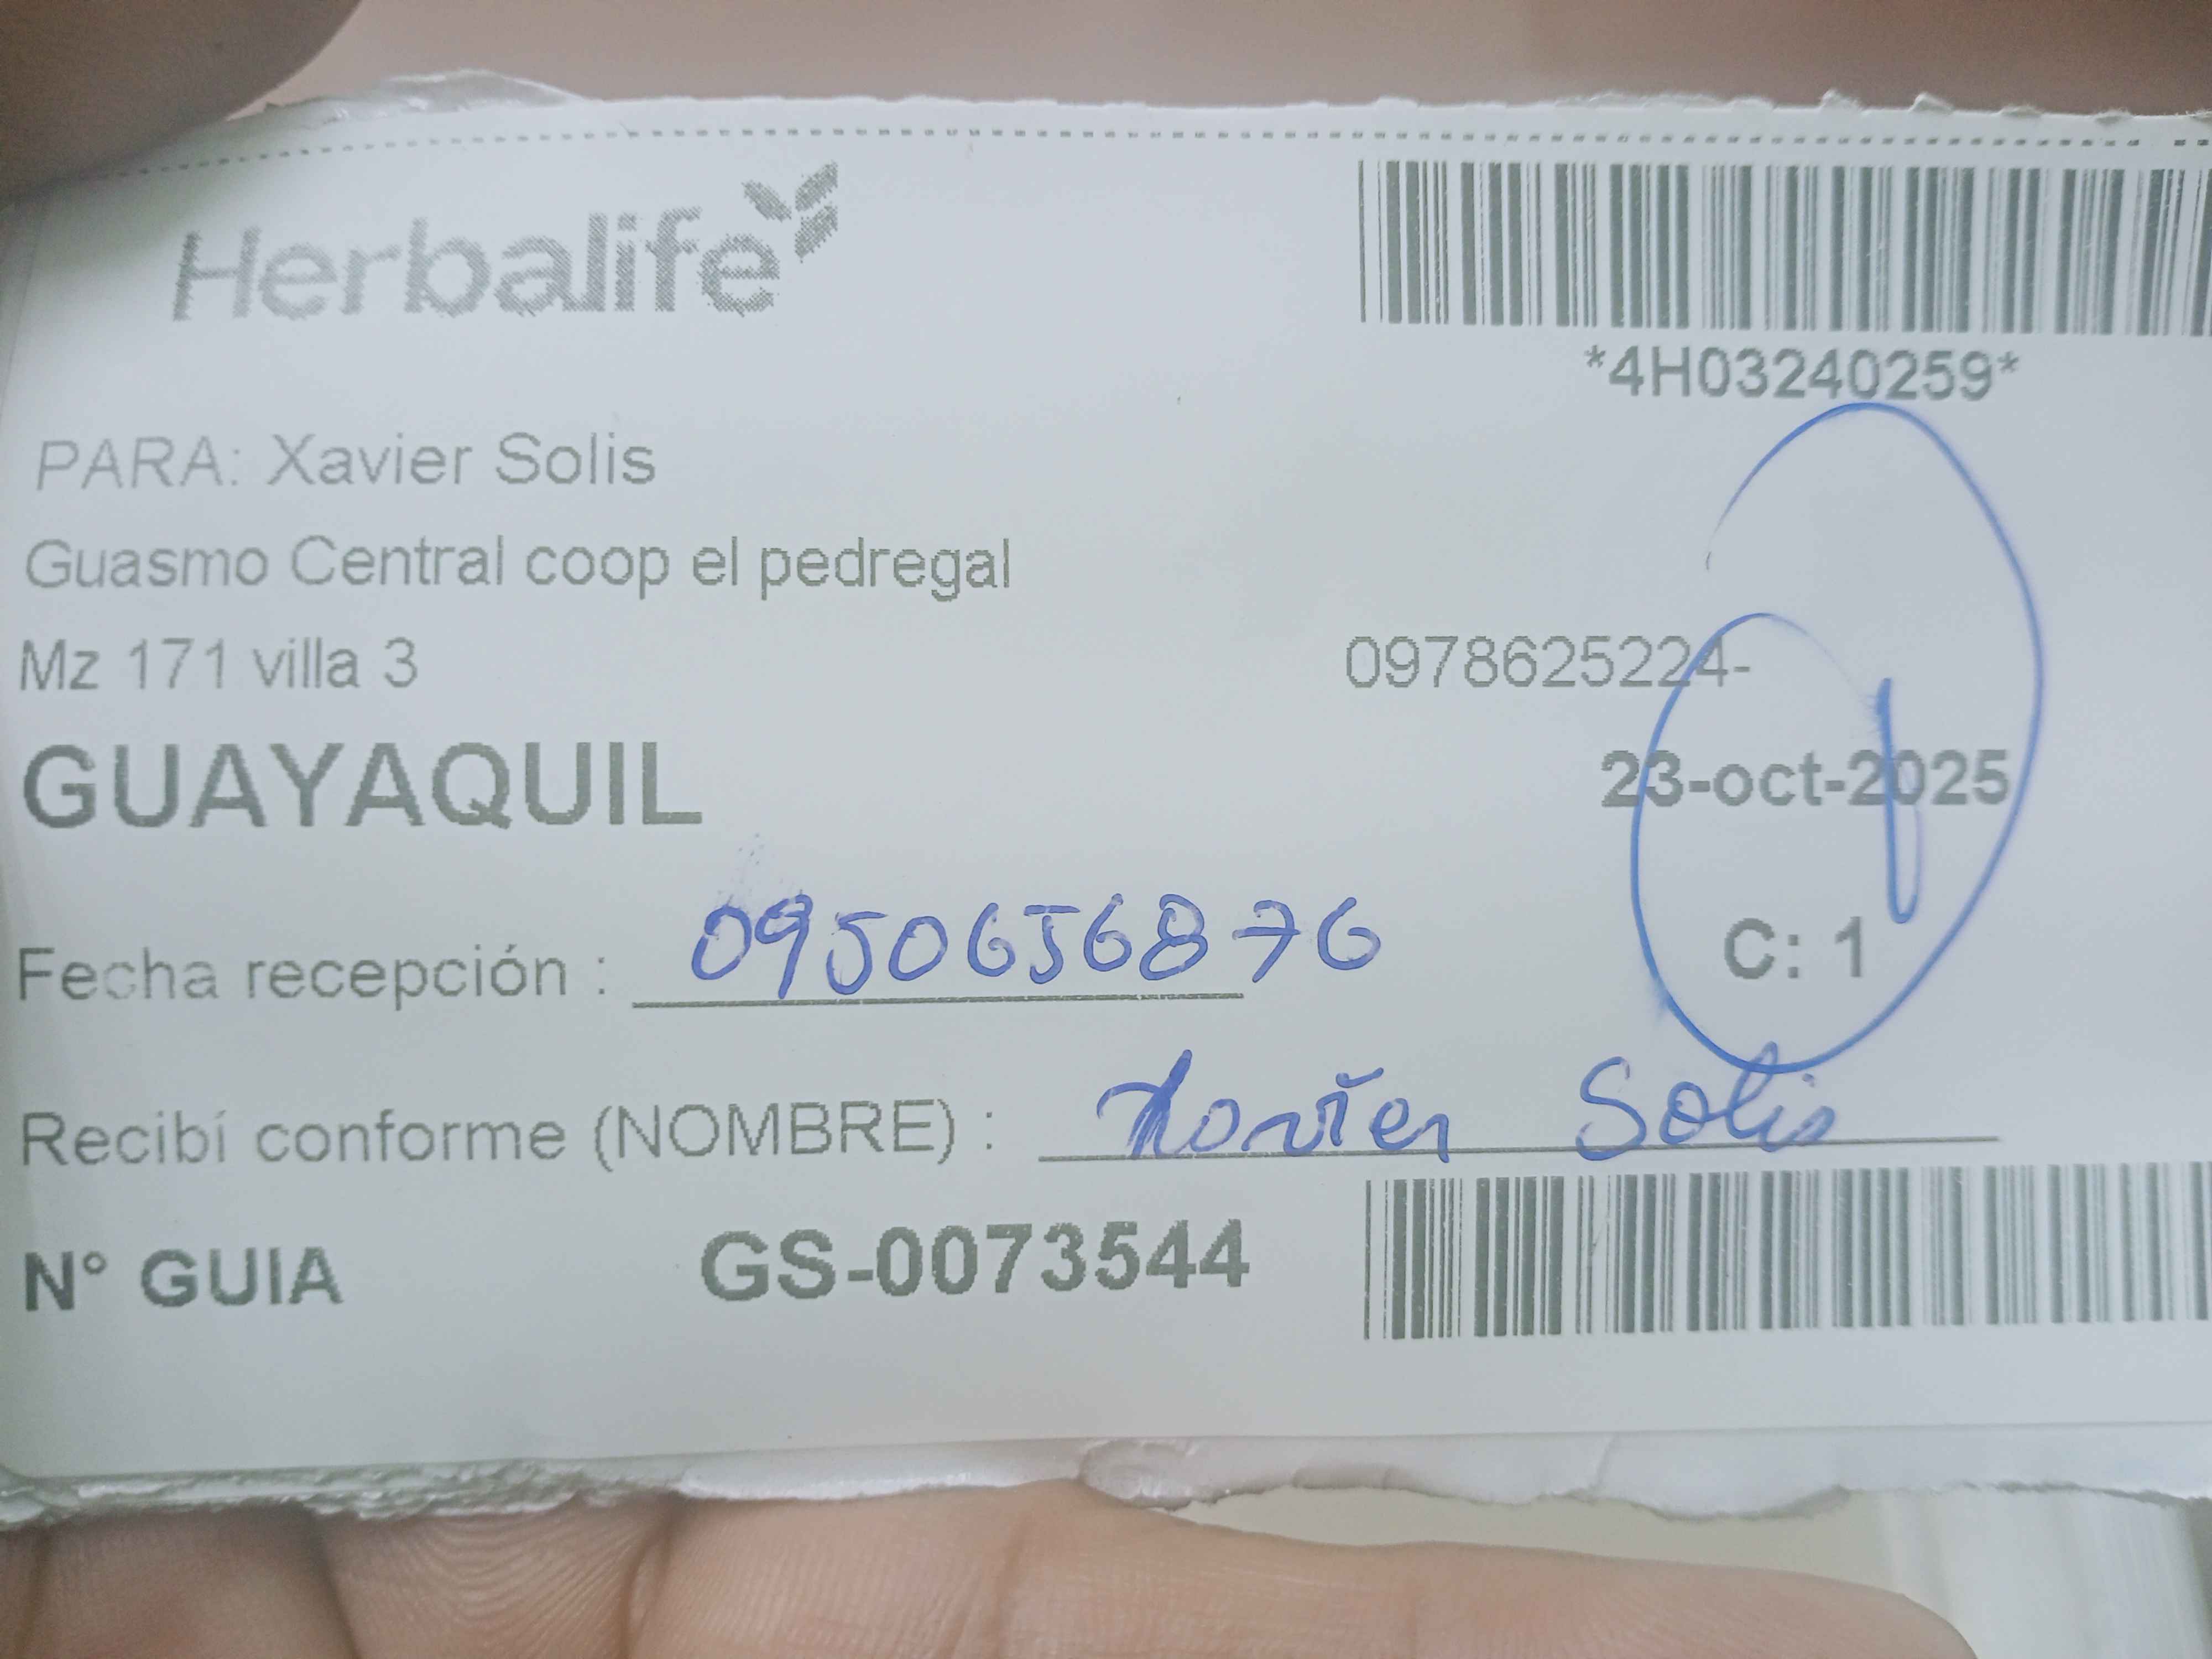 Herbalife
*4H03240259*
PARA: Xavier Solis
Guasmo Central coop el pedregal
Mz 171 villa 3
0978625224-
GUAYAQUIL
23-oct-2025
C: 1
Fecha recepción : 0950656876
Recibí conforme (NOMBRE) : Xavier Solis
N° GUIA GS-0073544